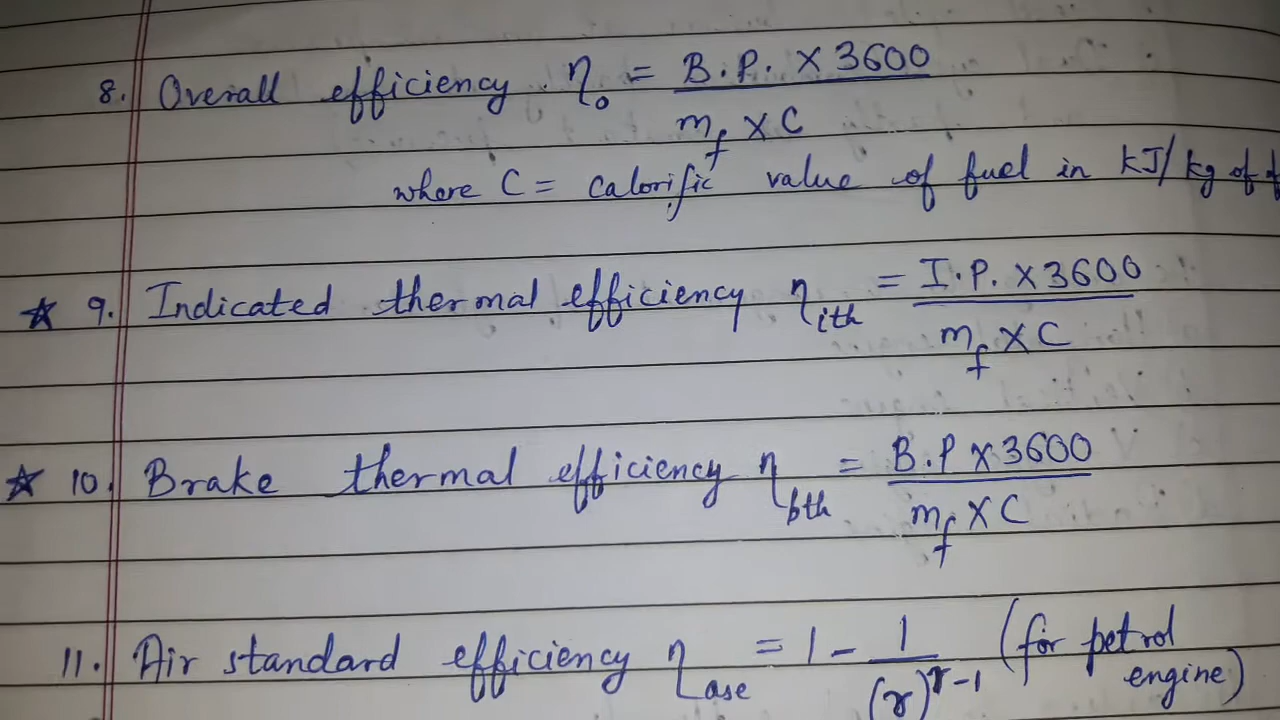 8. Overall efficiency η₀ = B.P. × 3600 / m_f × C
where C = calorific value of fuel in kJ/kg of
☆ 9. Indicated thermal efficiency η_ith = I.P. × 3600 / m_f × C
☆ 10. Brake thermal efficiency η_bth = B.P × 3600 / m_f × C
11. Air standard efficiency η_ase = 1 - 1 / (r)^γ-1 (for petrol engine)